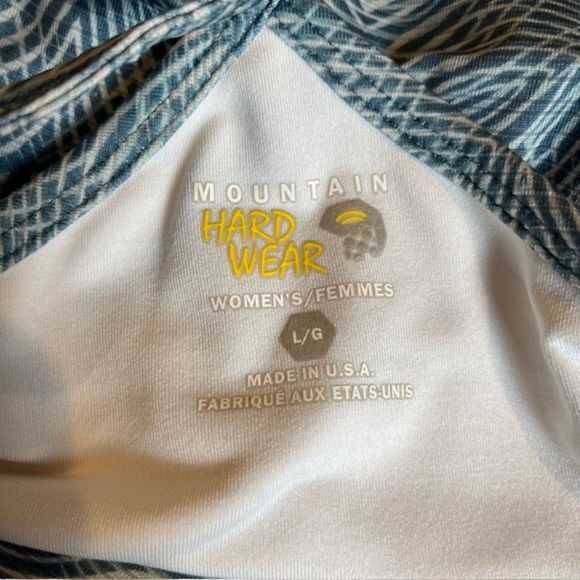 MOUNTAIN
HARD
WEAR
WOMEN'S/FEMMES
L/G
MADE IN U.S.A.
FABRIQUÉ AUX ETATS-UNIS